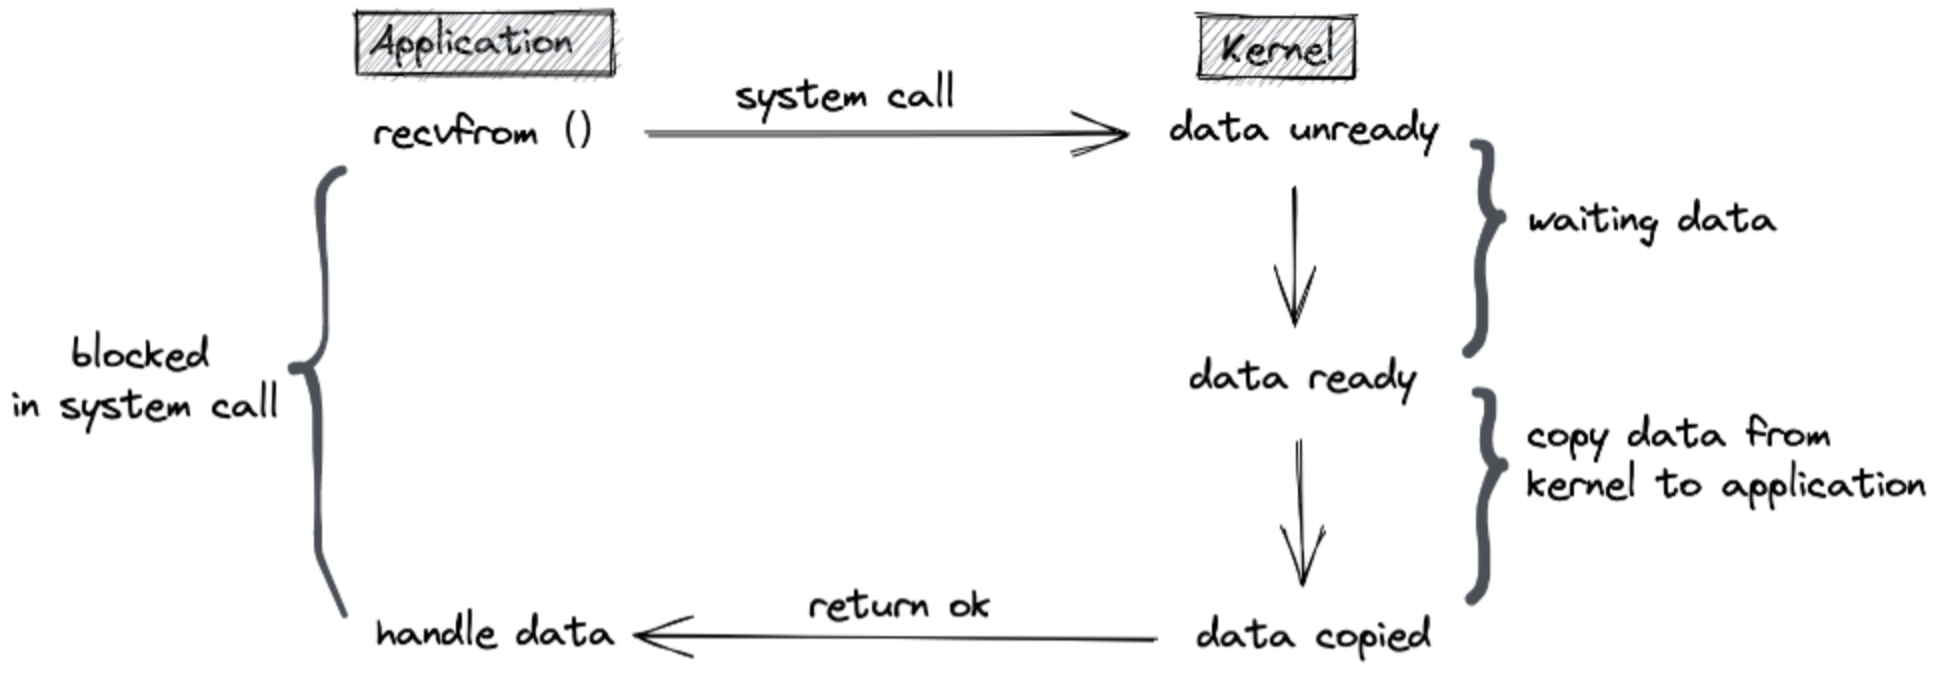 Application
Kernel
system call
recvfrom ()
data unready
waiting data
blocked
in system call
data ready
copy data from
kernel to application
return ok
handle data
data copied